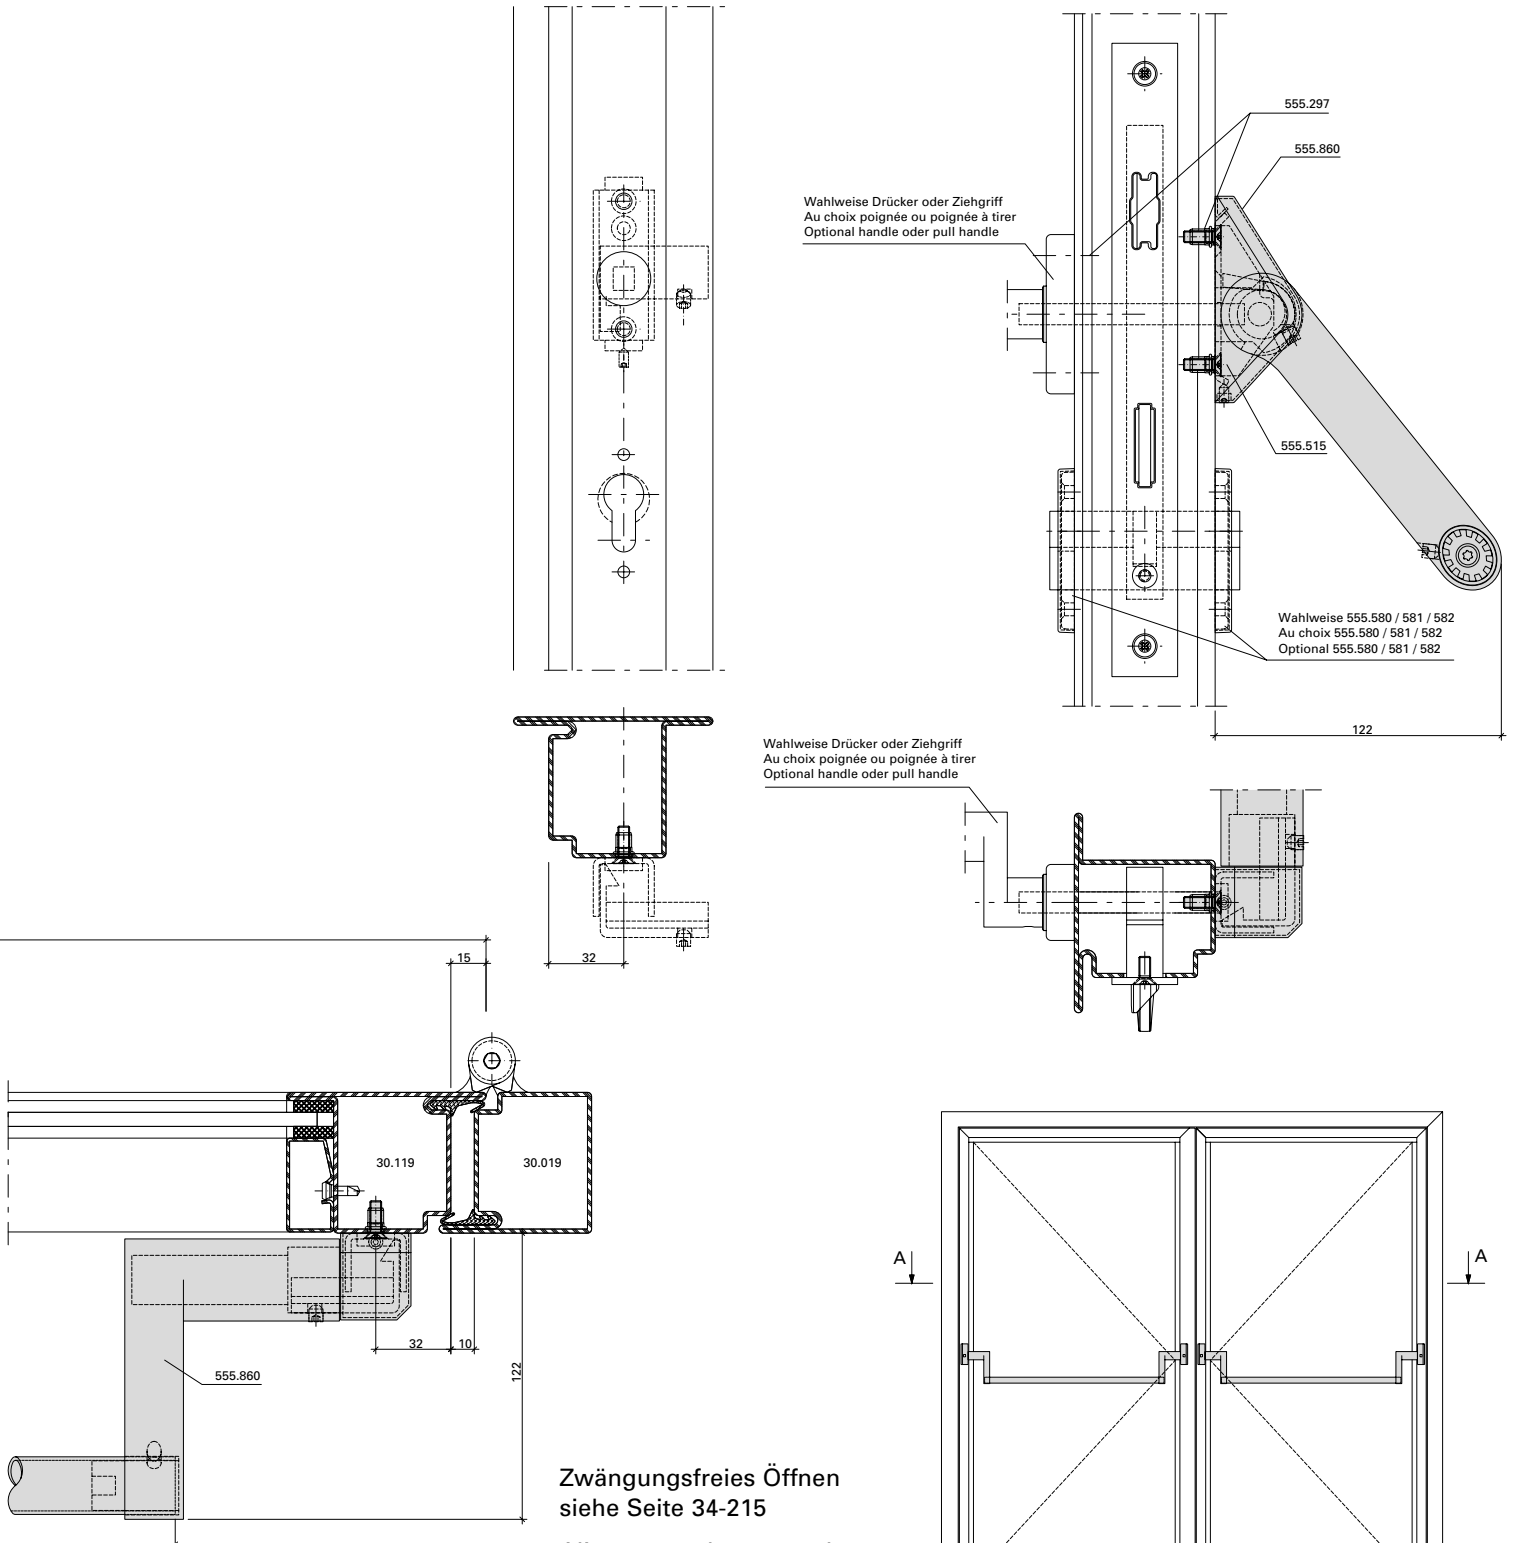 555.297
555.860
Wahlweise Drücker oder Ziehgriff
Au choix poignée ou poignée à tirer
Optional handle oder pull handle
555.515
Wahlweise 555.580 / 581 / 582
Au choix 555.580 / 581 / 582
Optional 555.580 / 581 / 582
122
Wahlweise Drücker oder Ziehgriff
Au choix poignée ou poignée à tirer
Optional handle oder pull handle
15
32
30.119
30.019
A
A
32
10
122
555.860
Zwängungsfreies Öffnen
siehe Seite 34-215